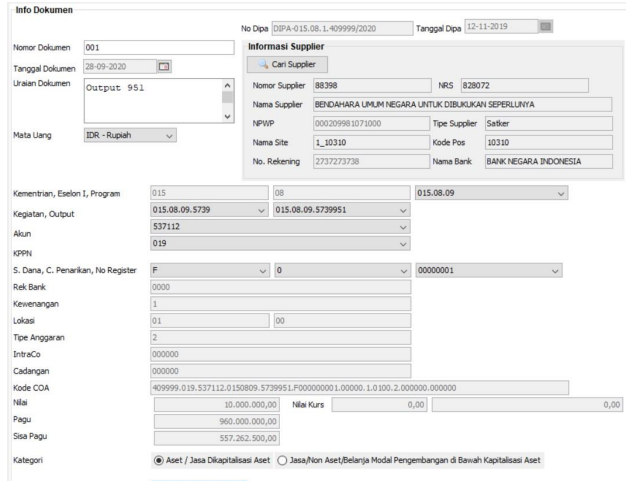 Info Dokumen
No Dipa DIPA-015.08.1.409999/2020 Tanggal Dipa 12-11-2019
Nomor Dokumen 001
Tanggal Dokumen 28-09-2020
Uraian Dokumen Output 951
Mata Uang IDR - Rupiah
Informasi Supplier
Cari Supplier
Nomor Supplier 88398 NRS 828072
Nama Supplier BENDAHARA UMUM NEGARA UNTUK DIBUKUKAN SEPERLUNYA
NPWP 000209981071000 Tipe Supplier Satker
Nama Site 1_10310 Kode Pos 10310
No. Rekening 2737273738 Nama Bank BANK NEGARA INDONESIA
Kementrian, Eselon I, Program 015 08 015.08.09
Kegiatan, Output 015.08.09.5739 015.08.09.5739951
Akun 537112
KPPN 019
S. Dana, C. Penarikan, No Register F 0 00000001
Rek Bank 0000
Kewenangan 1
Lokasi 01 00
Tipe Anggaran 2
IntraCo 000000
Cadangan 000000
Kode COA 409999.019.537112.0150809.5739951.F00000001.00000.1.0100.2.000000.000000
Nilai 10.000.000,00 Nilai Kurs 0,00 0,00
Pagu 960.000.000,00
Sisa Pagu 557.262.500,00
Kategori Aset / Jasa Dikapitalisasi Aset Jasa/Non Aset/Belanja Modal Pengembangan di Bawah Kapitalisasi Aset